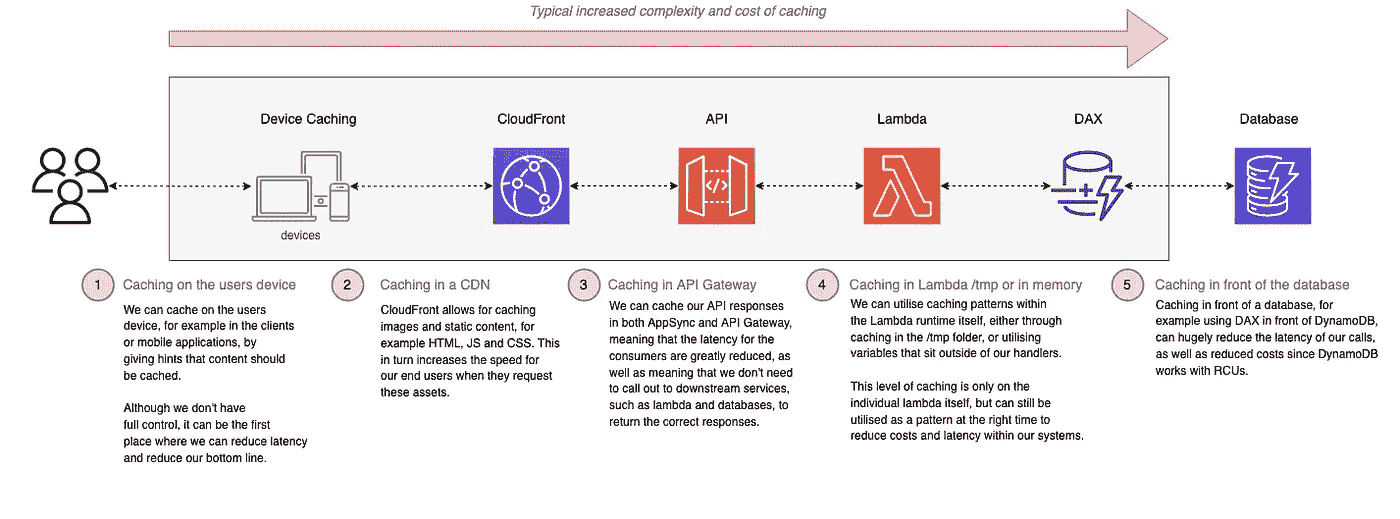 Typical increased complexity and cost of caching
Device Caching
CloudFront
API
Lambda
DAX
Database
devices
1
Caching on the users device
We can cache on the users
device, for example in the clients
or mobile applications, by
giving hints that content should
be cached.
Although we don't have
full control, it can be the first
place where we can reduce latency
and reduce our bottom line.
2
Caching in a CDN
CloudFront allows for caching
images and static content, for
example HTML, JS and CSS. This
in turn increases the speed for
our end users when they request
these assets.
3
Caching in API Gateway
We can cache our API responses
in both AppSync and API Gateway,
meaning that the latency for the
consumers are greatly reduced, as
well as meaning that we don't need
to call out to downstream services,
such as lambda and databases, to
return the correct responses.
4
Caching in Lambda /tmp or in memory
We can utilise caching patterns within
the Lambda runtime itself, either through
caching in the /tmp folder, or utilising
variables that sit outside of our handlers.
This level of caching is only on the
individual lambda itself, but can still be
utilised as a pattern at the right time to
reduce costs and latency within our systems.
5
Caching in front of the database
Caching in front of a database, for
example using DAX in front of DynamoDB,
can hugely reduce the latency of our calls,
as well as reduced costs since DynamoDB
works with RCUs.